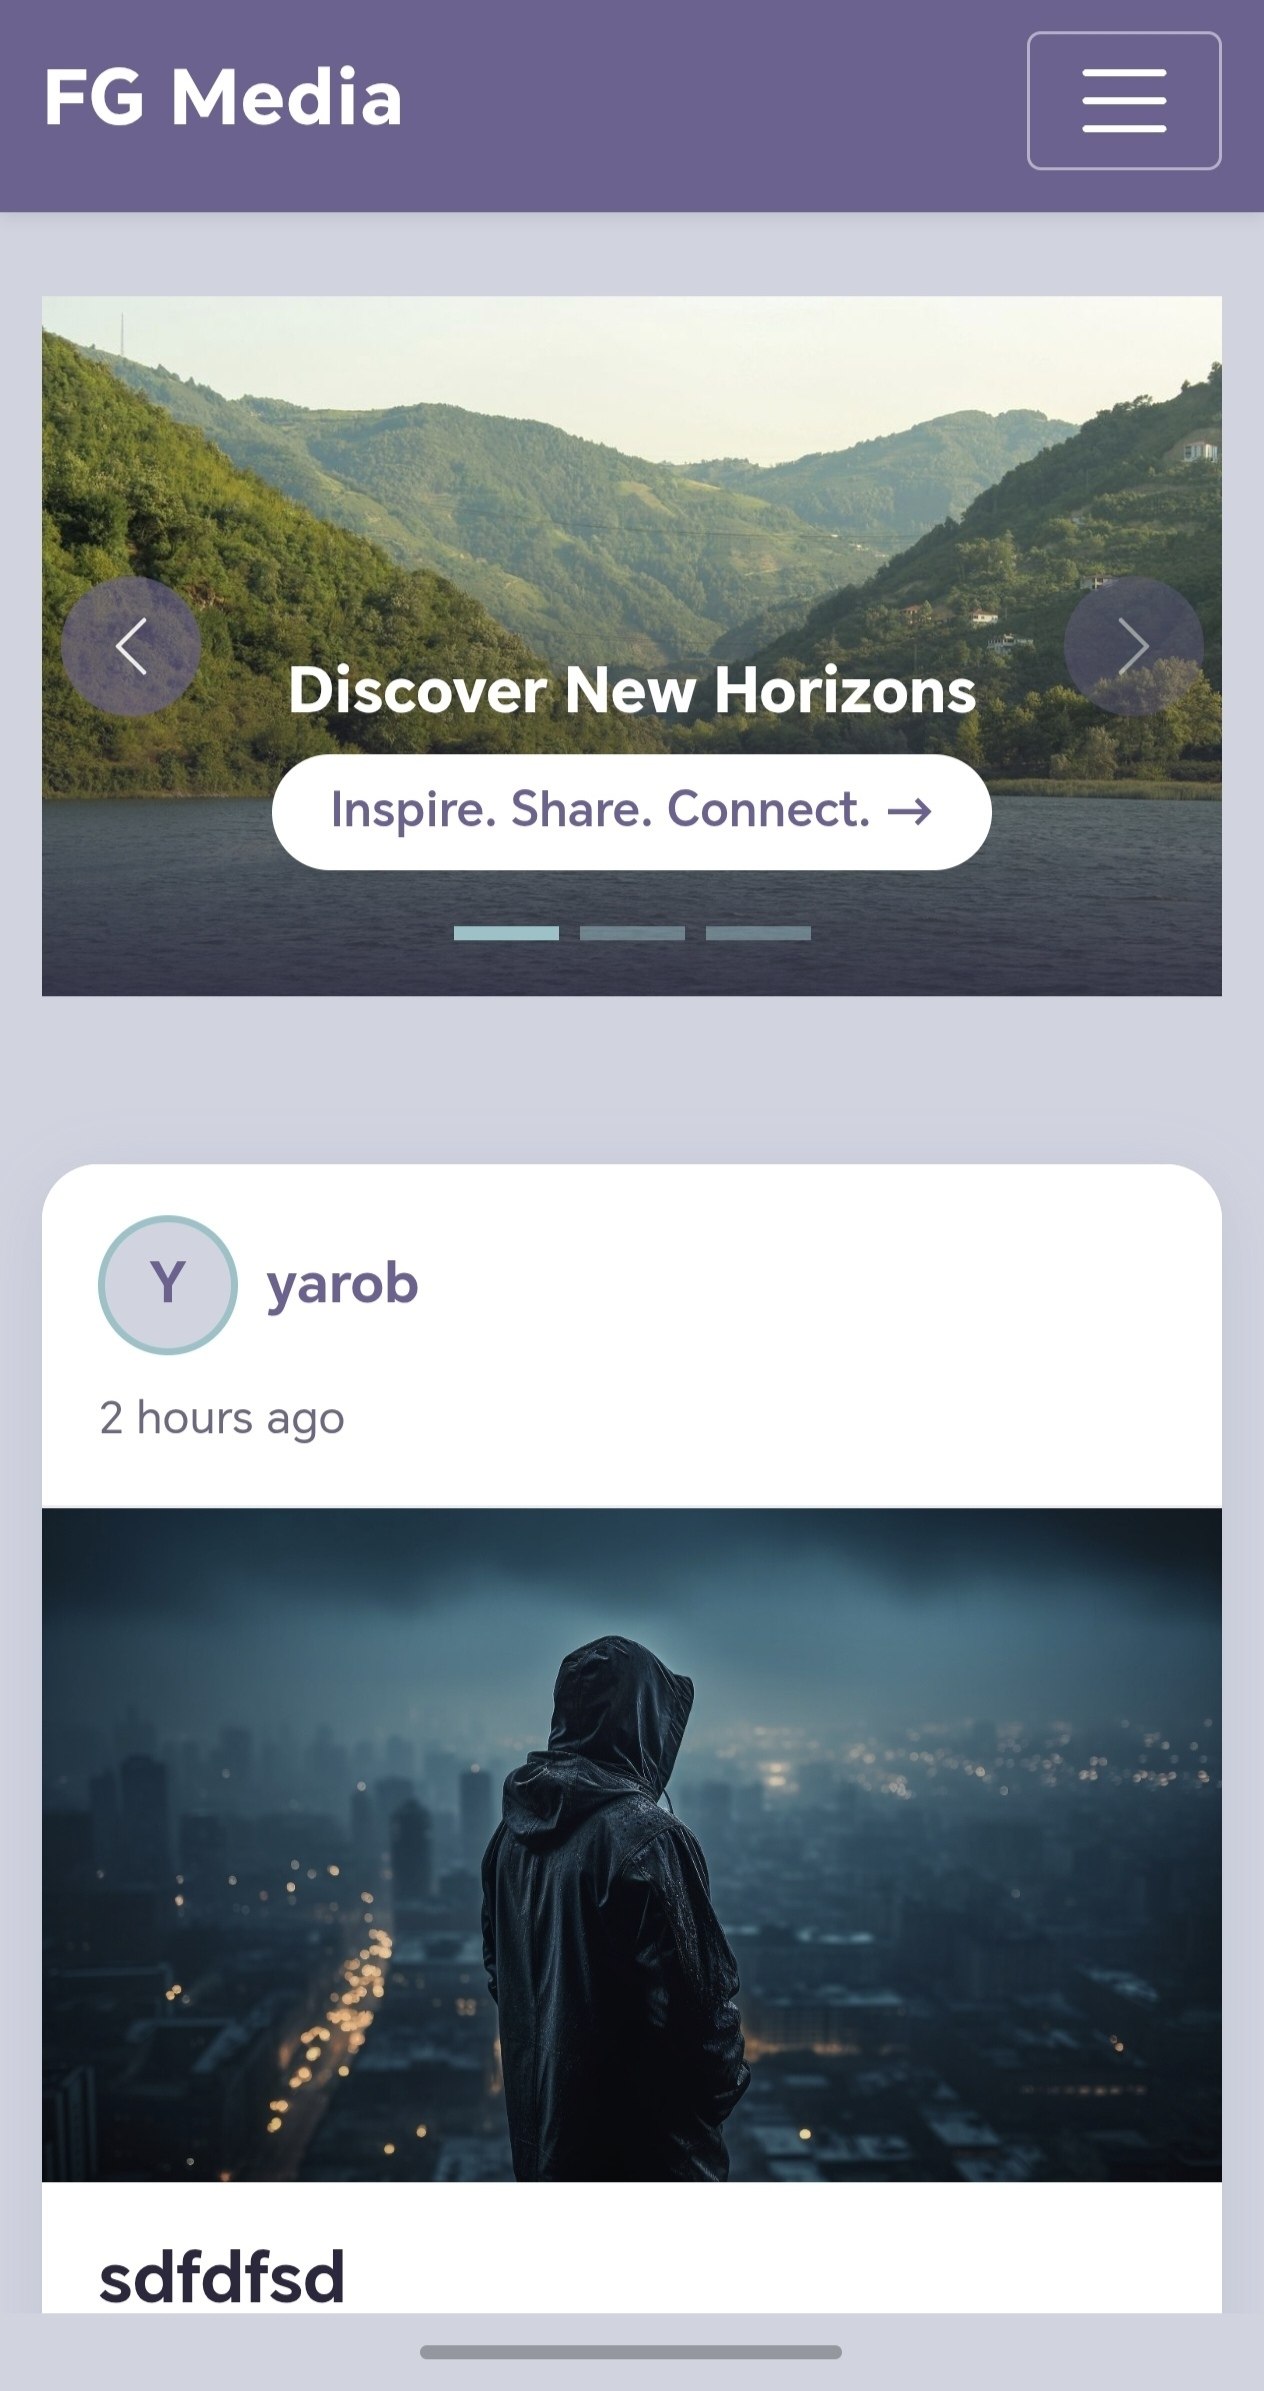 FG Media
Discover New Horizons
Inspire. Share. Connect. →
Y
yarob
2 hours ago
sdfdfsd